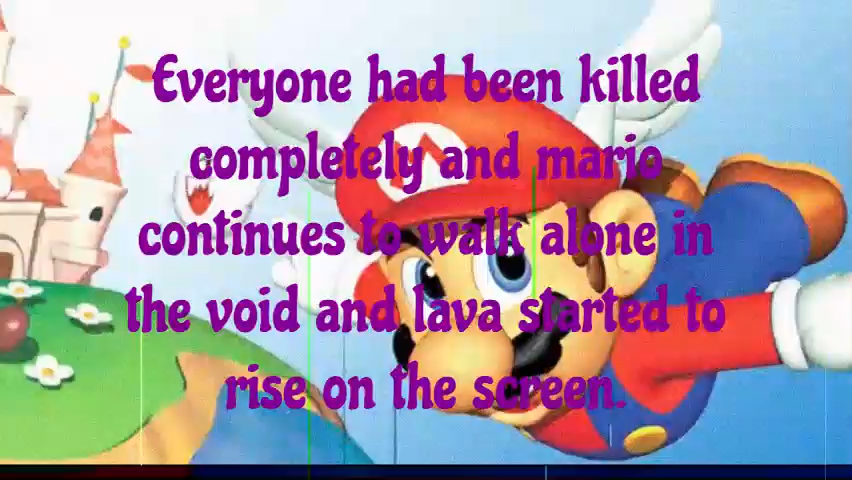 Everyone had been killed
completely and mario
continues to walk alone in
the void and lava started to
rise on the screen.